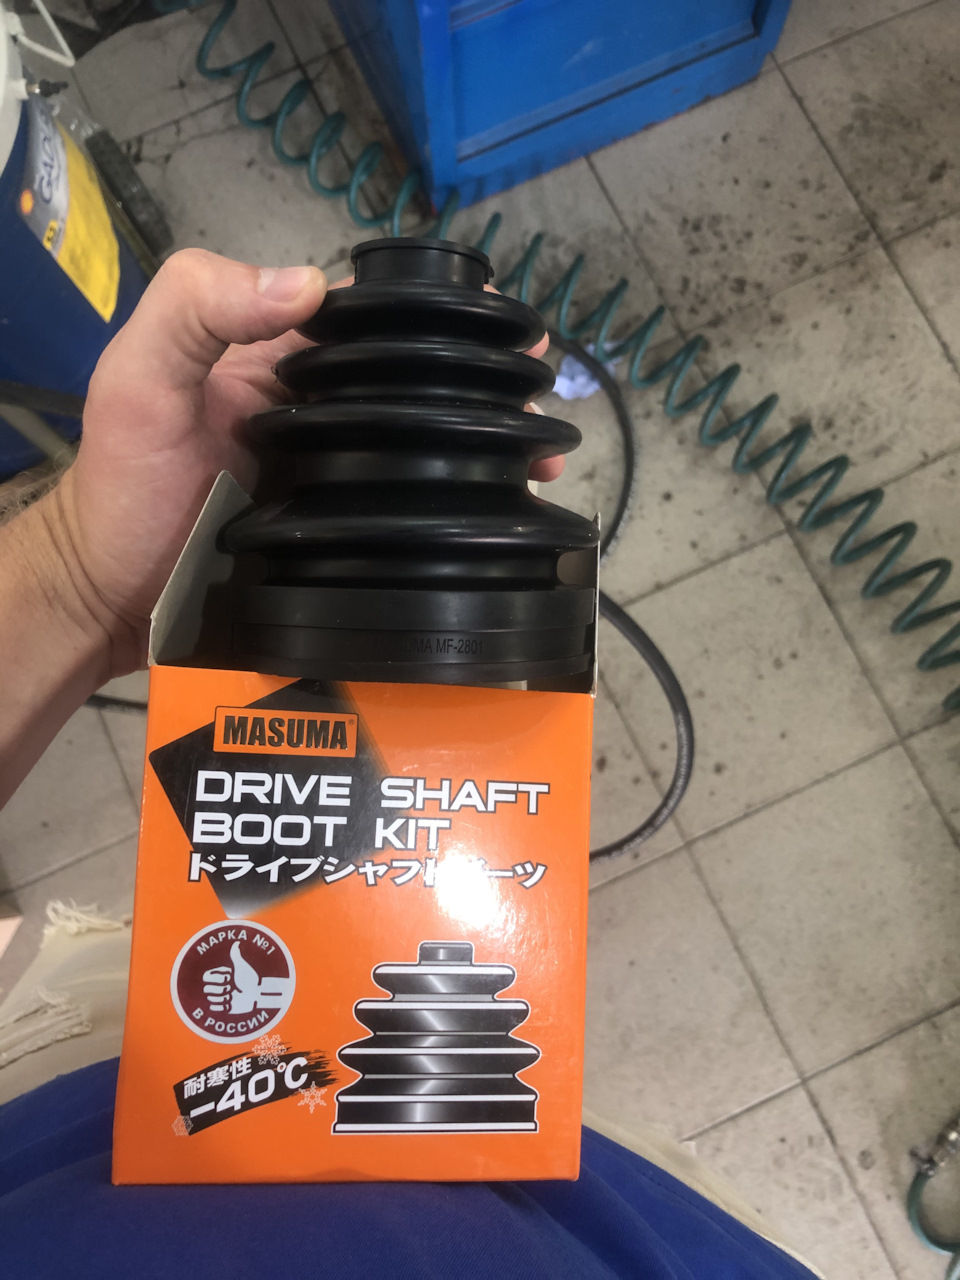 MASUMA MF-2801
MASUMA®
DRIVE SHAFT
BOOT KIT
ドライブシャフトブーツ
МАРКА №1
В РОССИИ
耐寒性
-40°C